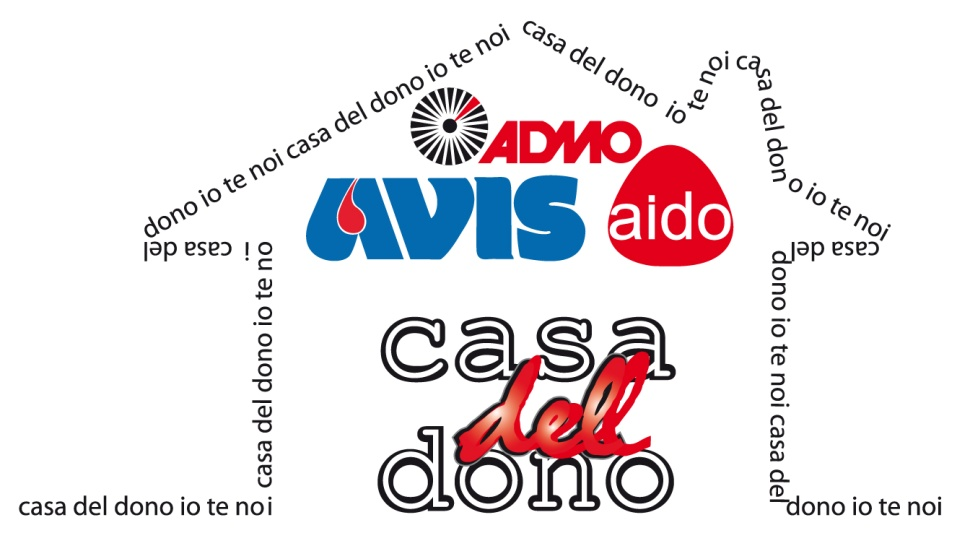 dono io te noi casa del dono io te noi
casa del dono io te noi casa del dono io te noi
casa del
ADMO
AVIS
aido
casa del
casa del dono io te no i
dono io te noi casa del
casa
del
dono
casa del dono io te noi
dono io te noi